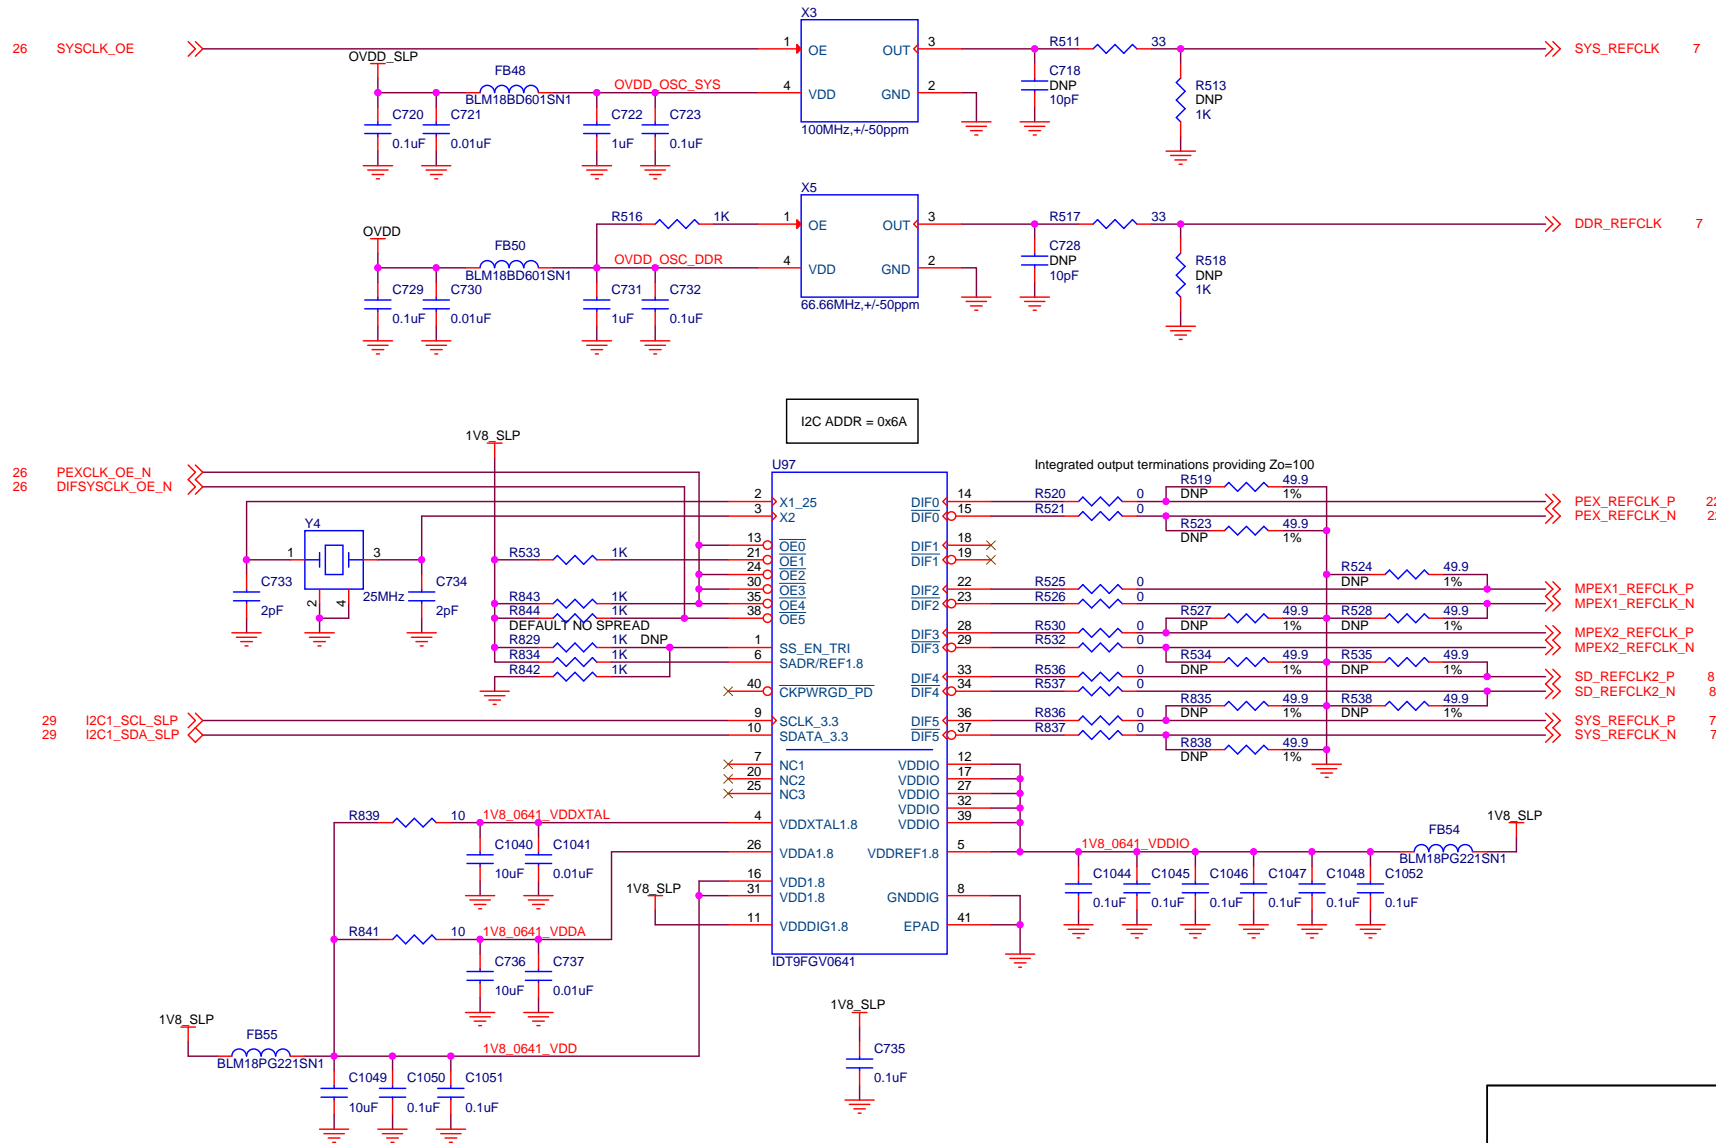 X3
26 SYSCLK_OE
1 OE OUT 3
R511 33
SYS_REFCLK 7
OVDD_SLP
FB48
BLM18BD601SN1
OVDD_OSC_SYS
4 VDD GND 2
C718
DNP
10pF
R513
DNP
1K
C720
0.1uF
C721
0.01uF
C722
1uF
C723
0.1uF
100MHz,+/-50ppm
X5
R516 1K
1 OE OUT 3
R517 33
DDR_REFCLK 7
OVDD
FB50
BLM18BD601SN1
OVDD_OSC_DDR
4 VDD GND 2
C728
DNP
10pF
R518
DNP
1K
C729
0.1uF
C730
0.01uF
C731
1uF
C732
0.1uF
66.66MHz,+/-50ppm
I2C ADDR = 0x6A
1V8_SLP
26 PEXCLK_OE_N
26 DIFSYSCLK_OE_N
U97
Integrated output terminations providing Zo=100
R519 49.9
DNP 1%
2 X1_25
3 X2
DIF0 14
DIF0 15
R520 0
R521 0
PEX_REFCLK_P 22
PEX_REFCLK_N
R523 49.9
DNP 1%
Y4
1 3
2 4
25MHz
C733
2pF
C734
2pF
13 OE0
21 OE1
24 OE2
30 OE3
35 OE4
38 OE5
R533 1K
R843 1K
R844 1K
DEFAULT NO SPREAD
R829 1K DNP
R834 1K
R842 1K
DIF1 18
DIF1 19
R524 49.9
DNP 1%
DIF2 22
DIF2 23
R525 0
R526 0
MPEX1_REFCLK_P
MPEX1_REFCLK_N
R527 49.9
DNP 1%
R528 49.9
DNP 1%
DIF3 28
DIF3 29
R530 0
R532 0
MPEX2_REFCLK_P
MPEX2_REFCLK_N
R534 49.9
DNP 1%
R535 49.9
DNP 1%
1 SS_EN_TRI
6 SADR/REF1.8
DIF4 33
DIF4 34
R536 0
R537 0
SD_REFCLK2_P 8
SD_REFCLK2_N 8
40 CKPWRGD_PD
R835 49.9
DNP 1%
R538 49.9
DNP 1%
29 I2C1_SCL_SLP
29 I2C1_SDA_SLP
9 SCLK_3.3
10 SDATA_3.3
DIF5 36
DIF5 37
R836 0
R837 0
SYS_REFCLK_P 7
SYS_REFCLK_N 7
R838 49.9
DNP 1%
7 NC1
20 NC2
25 NC3
VDDIO 12
VDDIO 17
VDDIO 27
VDDIO 32
VDDIO 39
R839 10
1V8_0641_VDDXTAL
4 VDDXTAL1.8
C1040
10uF
C1041
0.01uF
26 VDDA1.8
VDDREF1.8 5
1V8_0641_VDDIO
FB54
BLM18PG221SN1
1V8_SLP
16 VDD1.8
31 VDD1.8
1V8_SLP
11 VDDDIG1.8
GNDDIG 8
EPAD 41
C1044
0.1uF
C1045
0.1uF
C1046
0.1uF
C1047
0.1uF
C1048
0.1uF
C1052
0.1uF
R841 10
1V8_0641_VDDA
C736
10uF
C737
0.01uF
IDT9FGV0641
1V8_SLP
FB55
BLM18PG221SN1
1V8_0641_VDD
C1049
10uF
C1050
0.1uF
C1051
0.1uF
1V8_SLP
C735
0.1uF